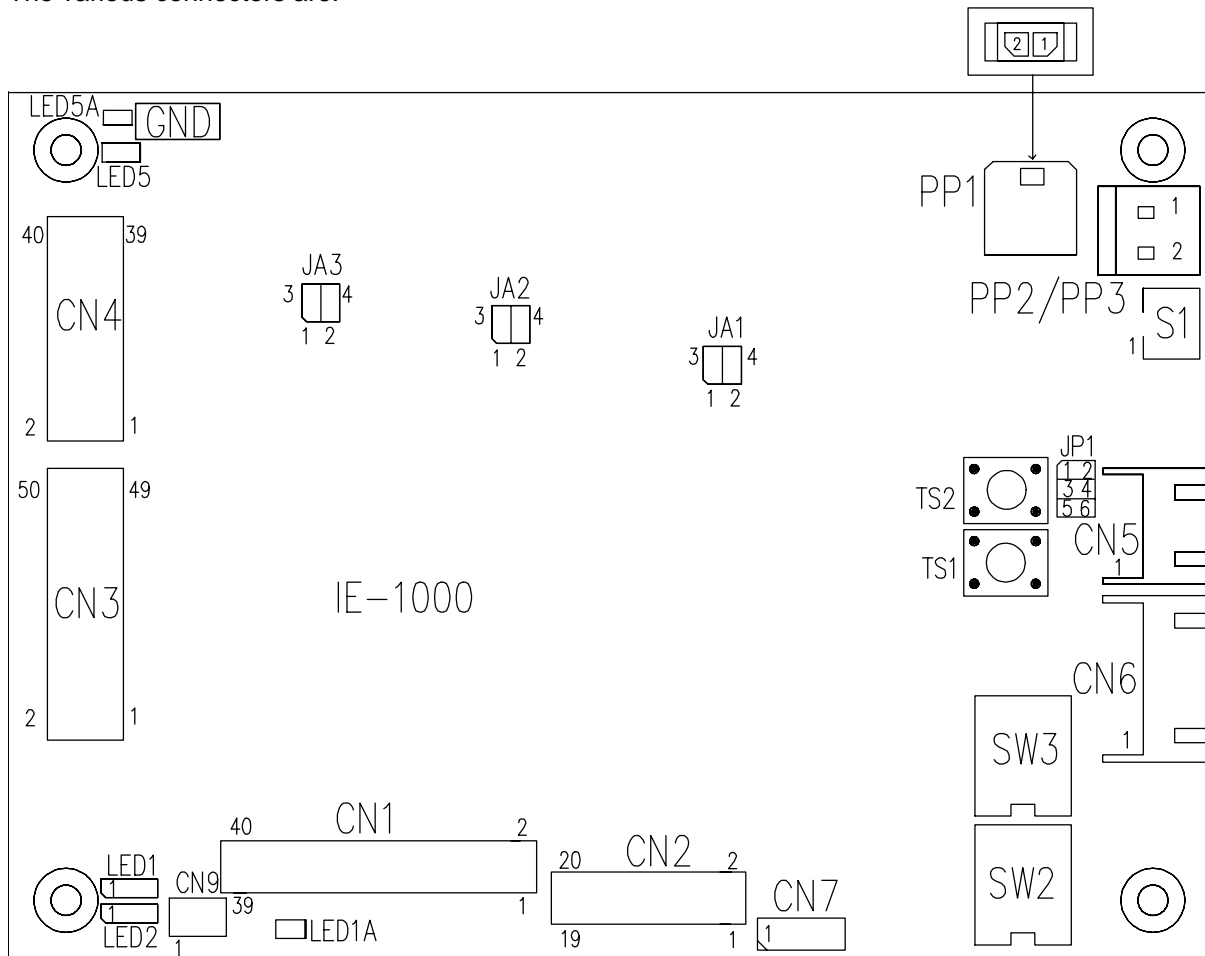 The various connectors are:
2 1
LED5A
GND
LED5
PP1
1
2
PP2/PP3
S1
1
40 39
CN4
2 1
JA3
3 4
1 2
JA2
3 4
1 2
JA1
3 4
1 2
JP1
1 2
3 4
5 6
TS2
TS1
CN5
1
50 49
CN3
2 1
IE-1000
CN6
1
SW3
SW2
CN1
40 2
39 1
CN2
20 2
19 1
CN7
1
LED1
1
1
LED2
CN9
1
LED1A